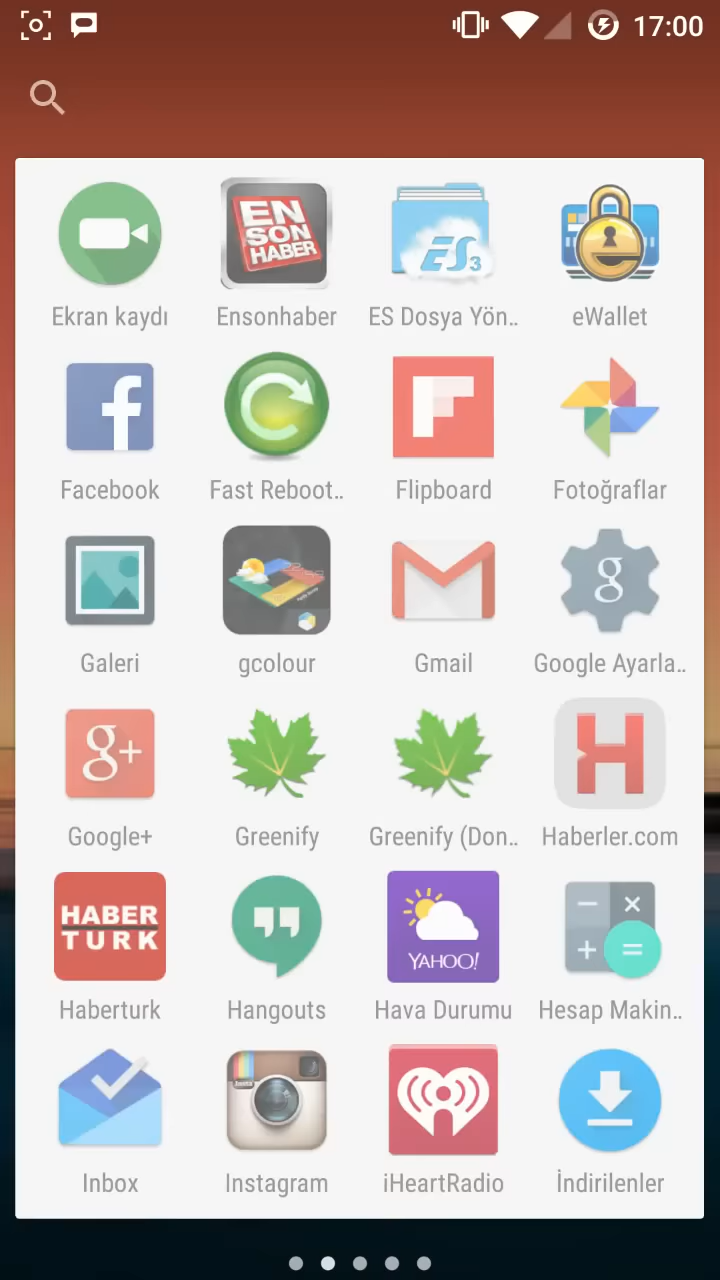 17:00
EN
SON
HABER
ES3
e
Ekran kaydı
Ensonhaber
ES Dosya Yön..
eWallet
f
Facebook
Fast Reboot..
Flipboard
Fotoğraflar
g
Galeri
gcolour
Gmail
Google Ayarla..
g+
H
Google+
Greenify
Greenify (Don..
Haberler.com
HABER
TURK
YAHOO!
− ×
+ =
Haberturk
Hangouts
Hava Durumu
Hesap Makin..
Insta
Inbox
Instagram
iHeartRadio
İndirilenler